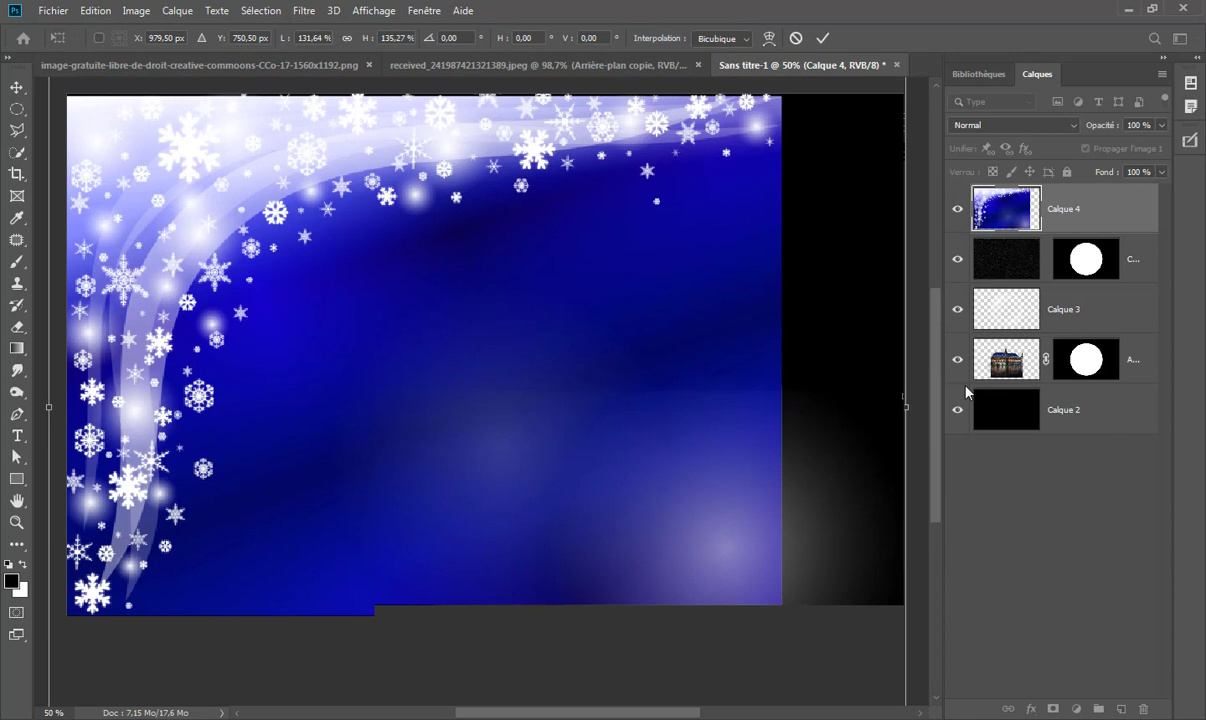 Ps Fichier Edition Image Calque Texte Sélection Filtre 3D Affichage Fenêtre Aide
X: 979,50 px Y: 750,50 px L: 131,64 % H: 135,27 % 0,00 ° H: 0,00 ° V: 0,00 ° Interpolation : Bicubique
image-gratuite-libre-de-droit-creative-commoons-CCo-17-1560x1192.png × received_241987421321389.jpeg @ 98,7% (Arrière-plan copie, RVB/... × Sans titre-1 @ 50% (Calque 4, RVB/8) * ×
Bibliothèques Calques
Type
Normal Opacité : 100 %
Unifier : Propager l'image 1
Verrou : Fond : 100 %
Calque 4
C...
Calque 3
A...
Calque 2
T
50 % Doc : 7,15 Mo/17,6 Mo